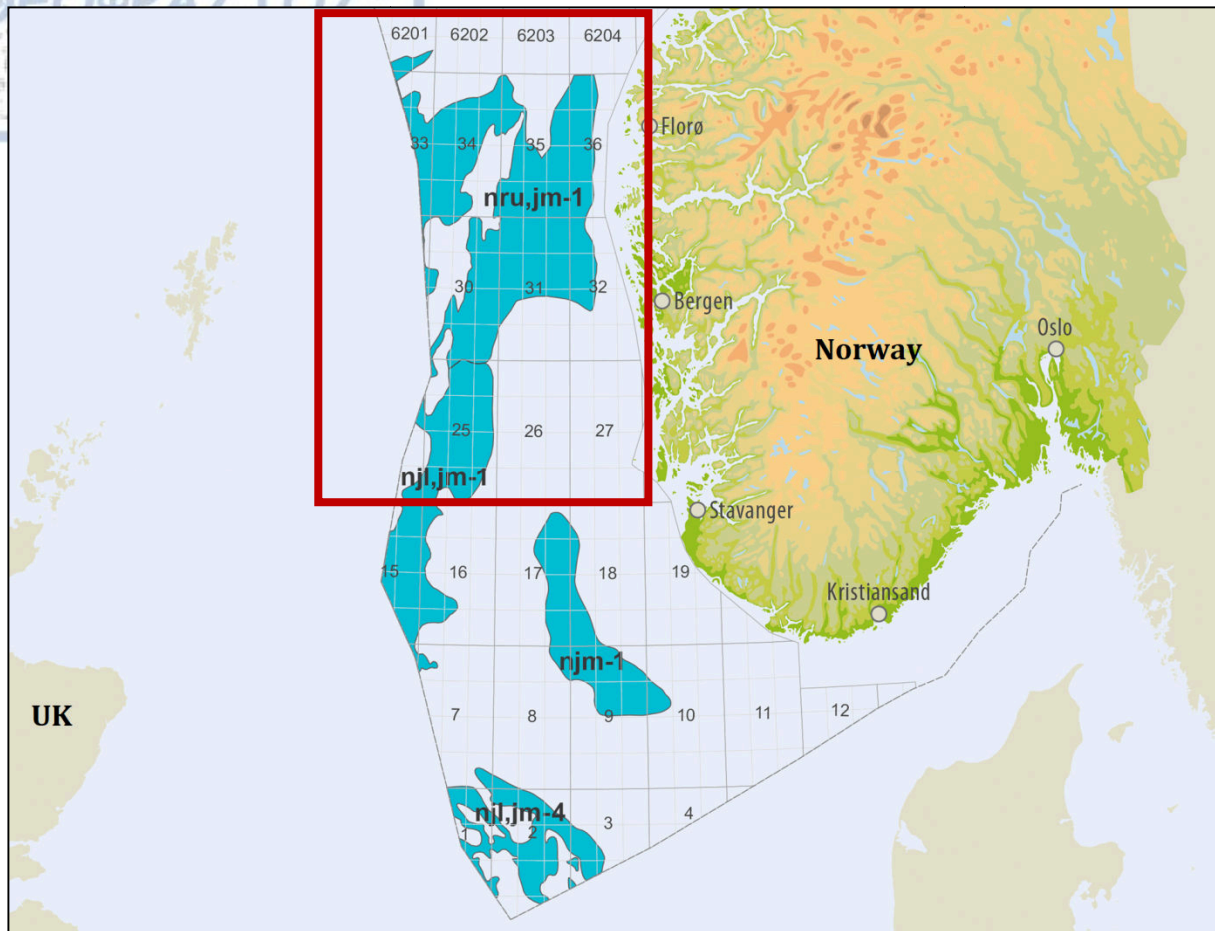 6201 6202 6203 6204
Florø
33 34 35 36
nru,jm-1
30 31 32
Bergen
Oslo
Norway
25 26 27
njl,jm-1
Stavanger
15 16 17 18 19
Kristiansand
njm-1
UK
7 8 9 10 11 12
njl,jm-4
1 2 3 4